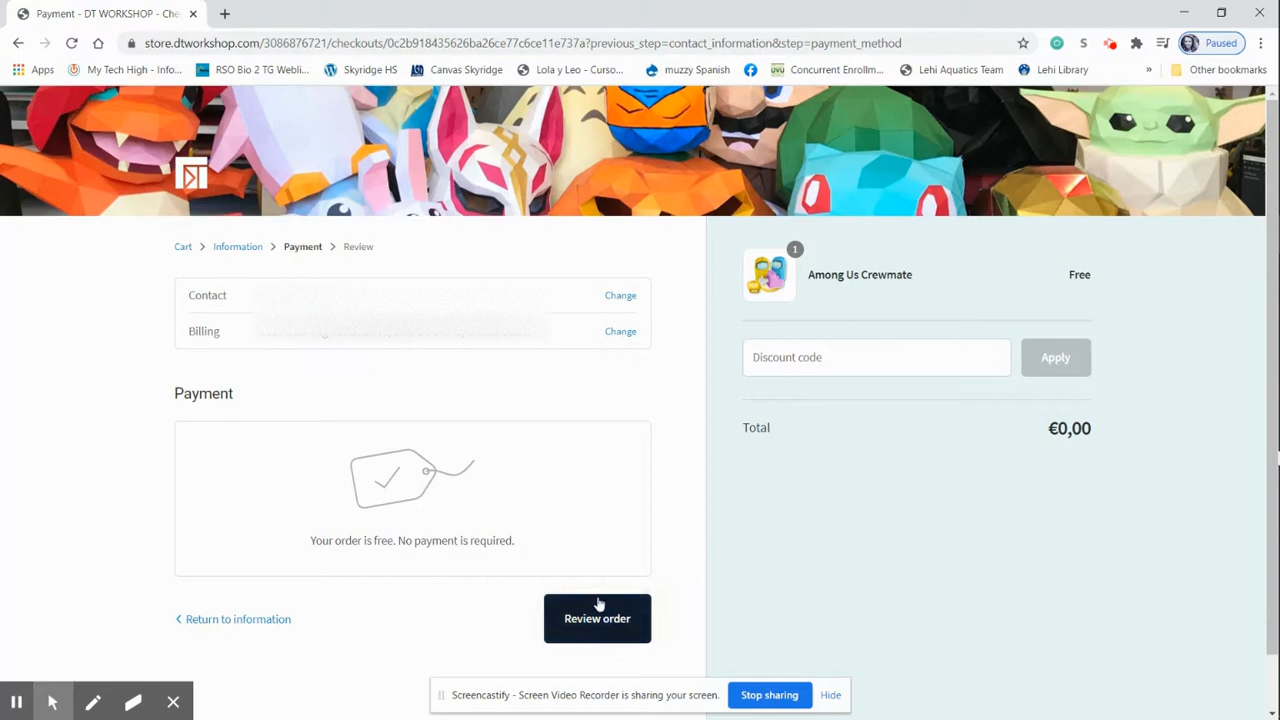 Payment - DT WORKSHOP - Che
store.dtworkshop.com/3086876721/checkouts/0c2b918435626ba26ce77c6c1e11e737a?previous_step=contact_information&step=payment_method
Paused
Apps
My Tech High - Info...
RSO Bio 2 TG Webli...
Skyridge HS
Canvas Skyridge
Lola y Leo - Curso...
muzzy Spanish
Concurrent Enrollm...
Lehi Aquatics Team
Lehi Library
»
Other bookmarks
Cart > Information > Payment > Review
Contact
Change
Billing
Change
Payment
Your order is free. No payment is required.
Return to information
Review order
1
Among Us Crewmate
Free
Discount code
Apply
Total
€0,00
Screencastify - Screen Video Recorder is sharing your screen.
Stop sharing
Hide